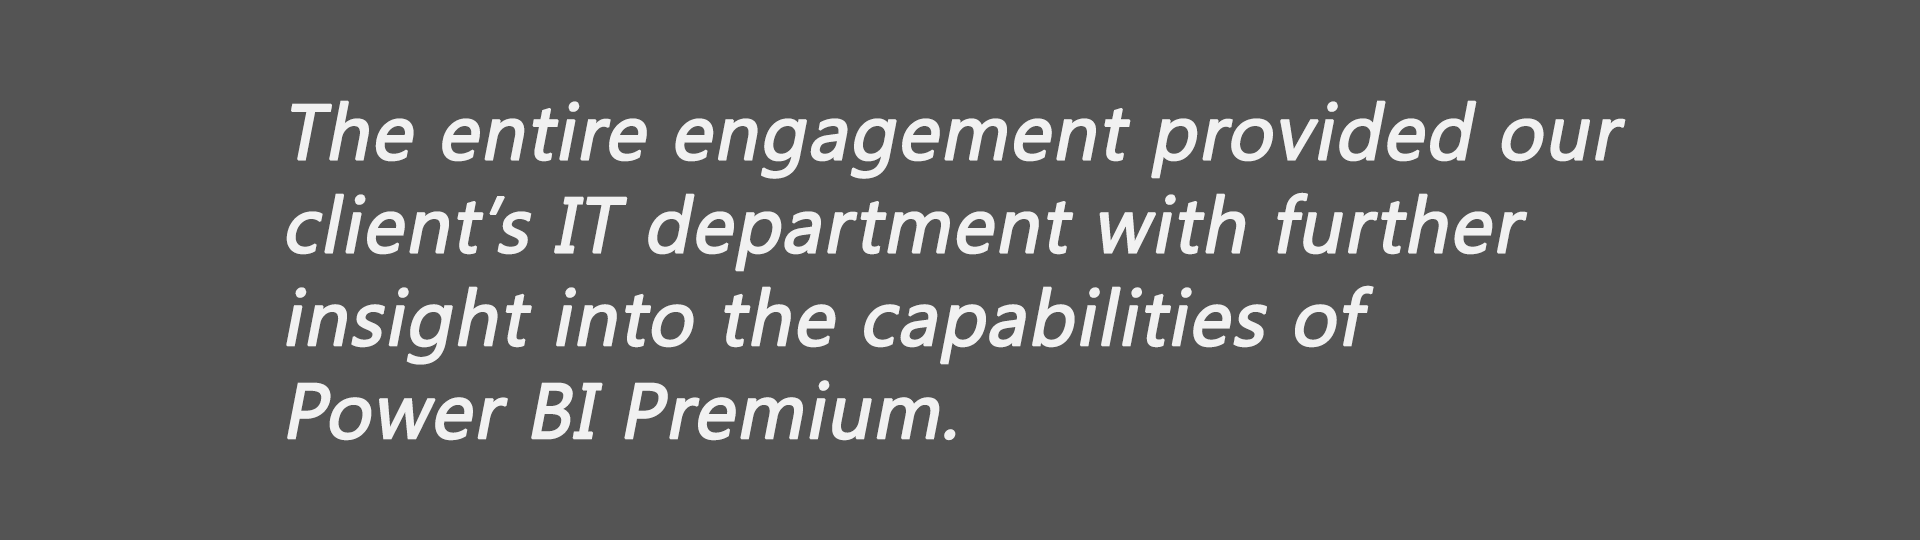 The entire engagement provided our
client’s IT department with further
insight into the capabilities of
Power BI Premium.